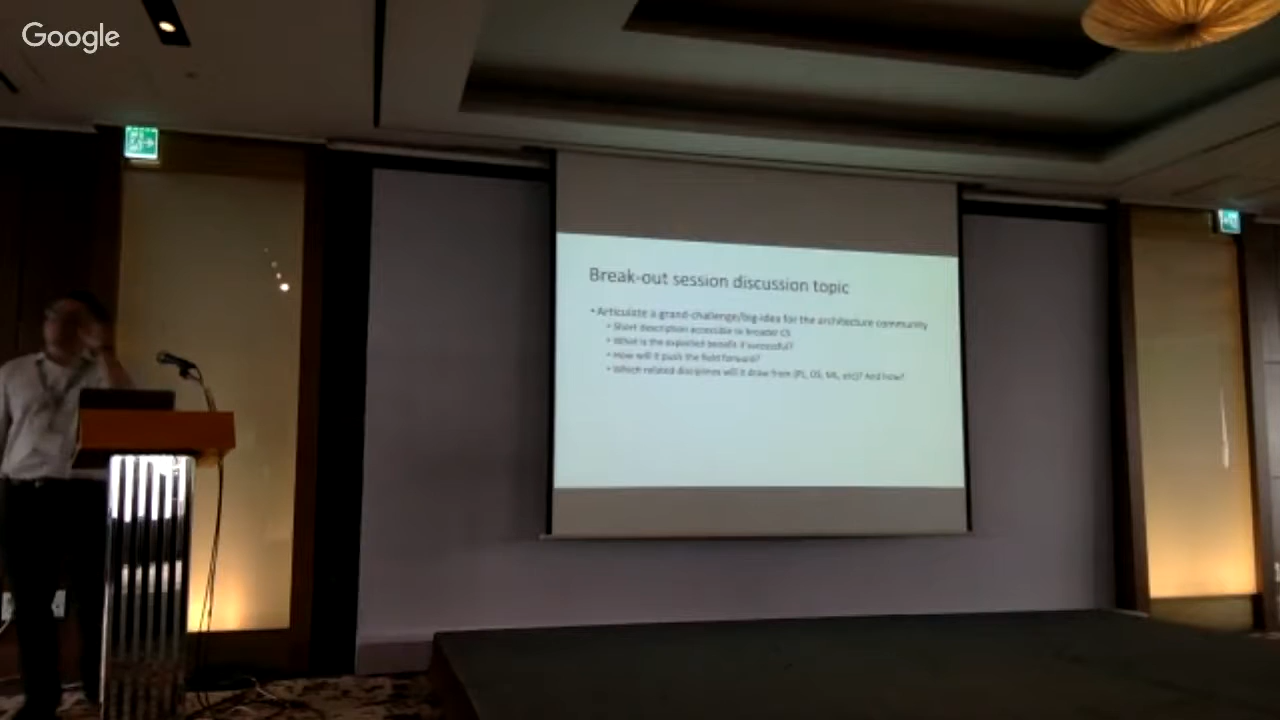 Google
Break-out session discussion topic
• Articulate a grand-challenge/big-idea for the architecture community
• Short description accessible to broader CS
• What is the expected benefit if successful?
• How will it push the field forward?
• Which related disciplines will it draw from (PL, OS, ML, etc)? And how?